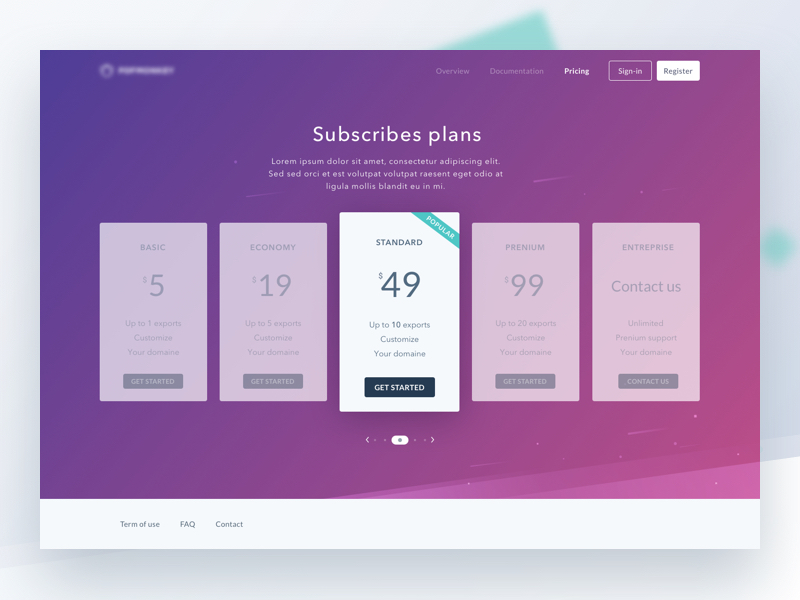 Overview
Documentation
Pricing
Sign-in
Register
Subscribes plans
Lorem ipsum dolor sit amet, consectetur adipiscing elit.
Sed sed orci et est volutpat volutpat raesent eget odio at
ligula mollis blandit eu in mi.
BASIC
$5
Up to 1 exports
Customize
Your domaine
GET STARTED
ECONOMY
$19
Up to 5 exports
Customize
Your domaine
GET STARTED
POPULAR
STANDARD
$49
Up to 10 exports
Customize
Your domaine
GET STARTED
PRENIUM
$99
Up to 20 exports
Customize
Your domaine
GET STARTED
ENTREPRISE
Contact us
Unlimited
Prenium support
Your domaine
CONTACT US
Term of use
FAQ
Contact